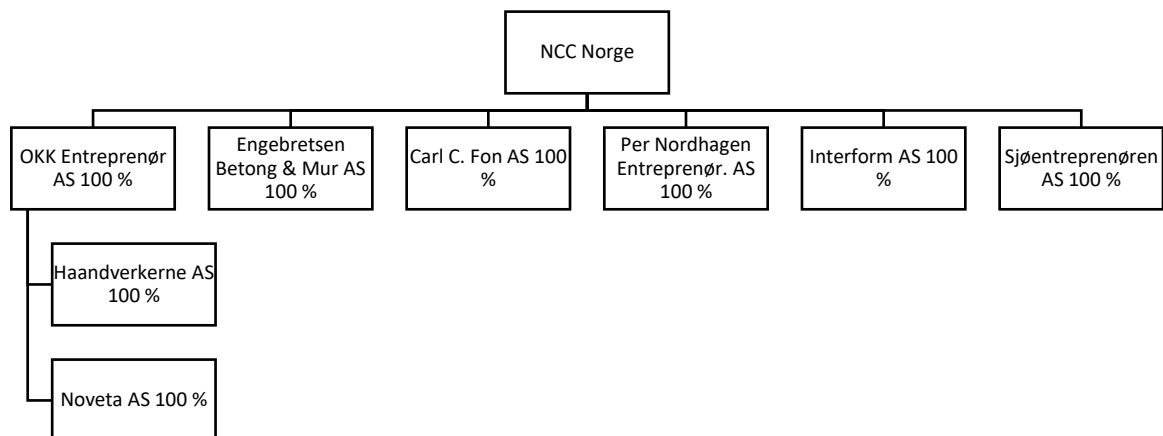 NCC Norge
OKK Entreprenør
AS 100 %
Engebretsen
Betong & Mur AS
100 %
Carl C. Fon AS 100
%
Per Nordhagen
Entreprenør. AS
100 %
Interform AS 100
%
Sjøentreprenøren
AS 100 %
Haandverkerne AS
100 %
Noveta AS 100 %